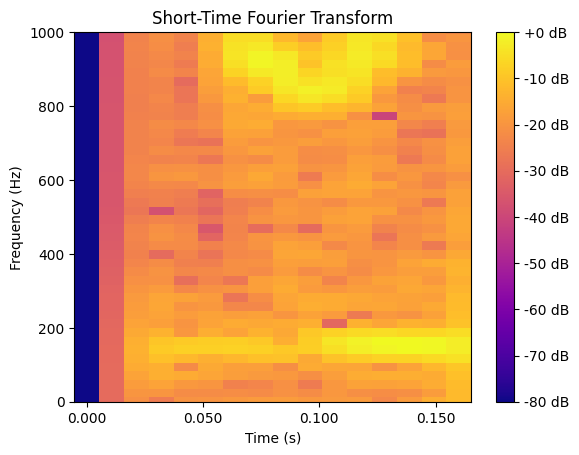 Short-Time Fourier Transform
1000
800
600
400
200
0
Frequency (Hz)
0.000
0.050
0.100
0.150
Time (s)
+0 dB
-10 dB
-20 dB
-30 dB
-40 dB
-50 dB
-60 dB
-70 dB
-80 dB